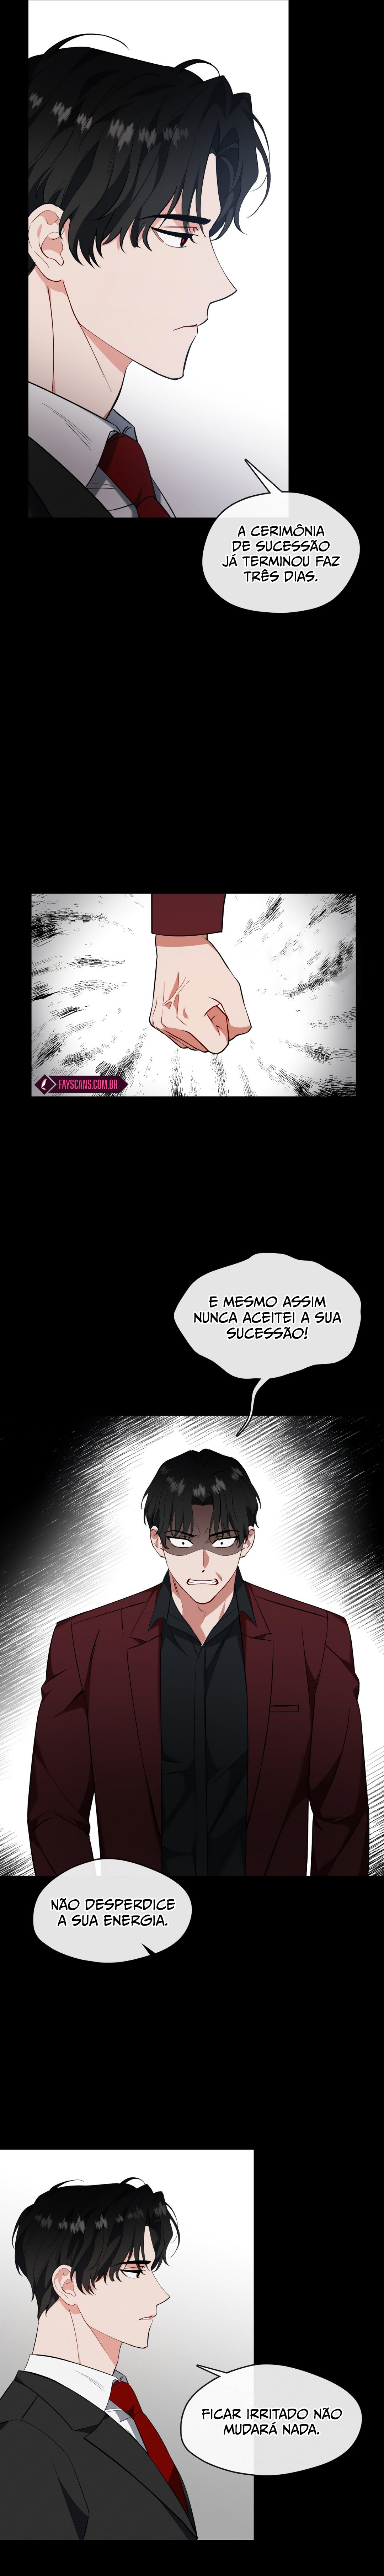 A CERIMÔNIA
DE SUCESSÃO
JÁ TERMINOU FAZ
TRÊS DIAS.
FAYSCANS.COM.BR
E MESMO ASSIM
NUNCA ACEITEI A SUA
SUCESSÃO!
NÃO DESPERDICE
A SUA ENERGIA.
FICAR IRRITADO NÃO
MUDARÁ NADA.